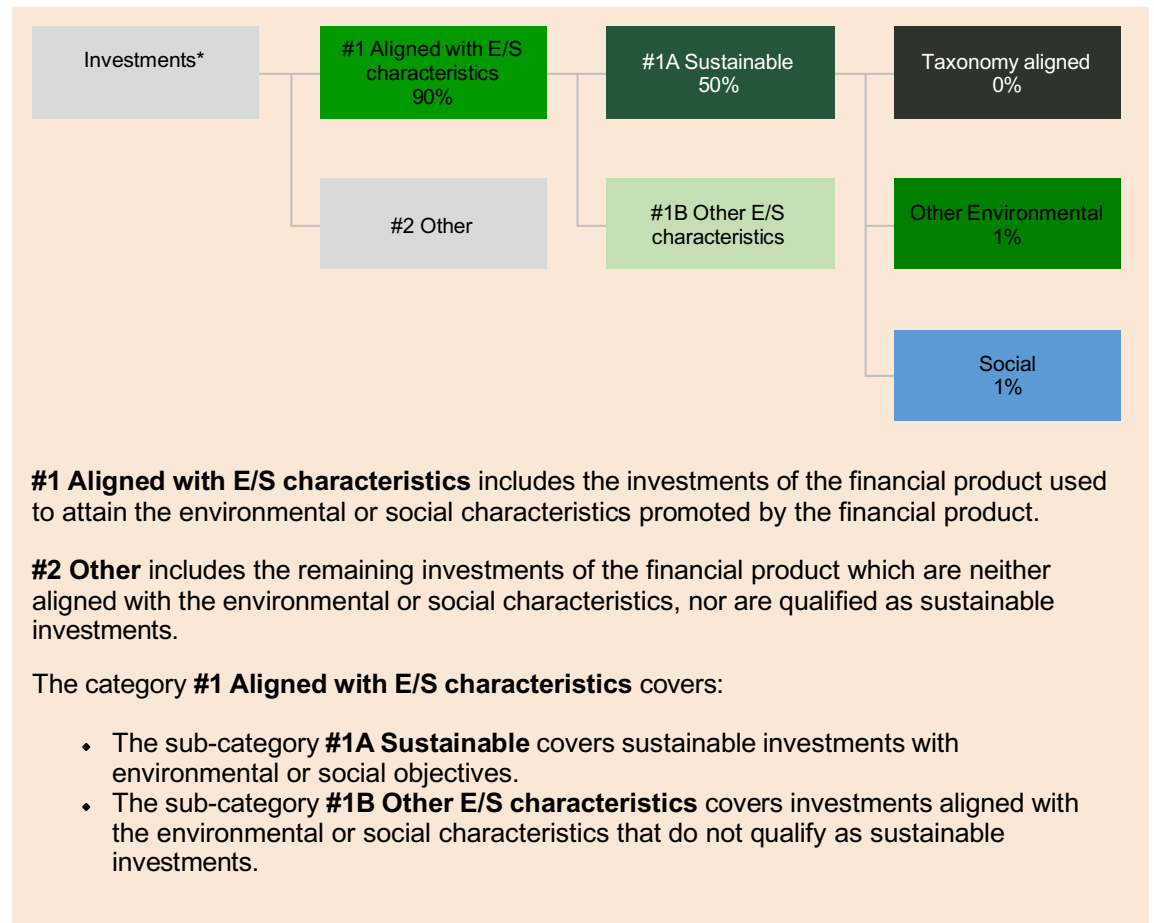 Investments*
#1 Aligned with E/S
characteristics
90%
#1A Sustainable
50%
Taxonomy aligned
0%
#2 Other
#1B Other E/S
characteristics
Other Environmental
1%
Social
1%
#1 Aligned with E/S characteristics includes the investments of the financial product used
to attain the environmental or social characteristics promoted by the financial product.
#2 Other includes the remaining investments of the financial product which are neither
aligned with the environmental or social characteristics, nor are qualified as sustainable
investments.
The category #1 Aligned with E/S characteristics covers:
• The sub-category #1A Sustainable covers sustainable investments with
environmental or social objectives.
• The sub-category #1B Other E/S characteristics covers investments aligned with
the environmental or social characteristics that do not qualify as sustainable
investments.